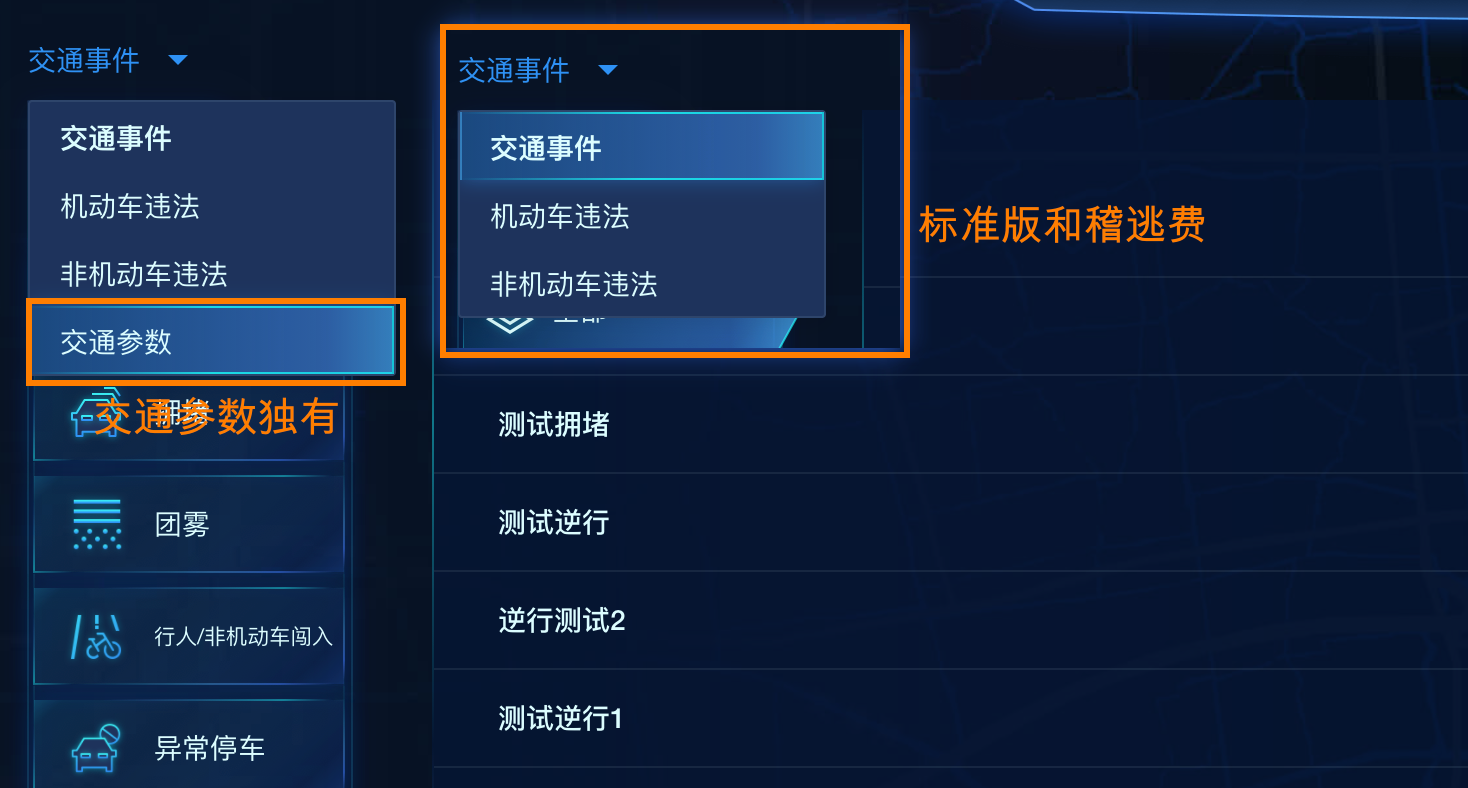 交通事件
交通事件
机动车违法
非机动车违法
交通参数
交通参数独有
拥堵
团雾
行人/非机动车闯入
异常停车
交通事件
交通事件
机动车违法
非机动车违法
全部
标准版和稽逃费
测试拥堵
测试逆行
逆行测试2
测试逆行1